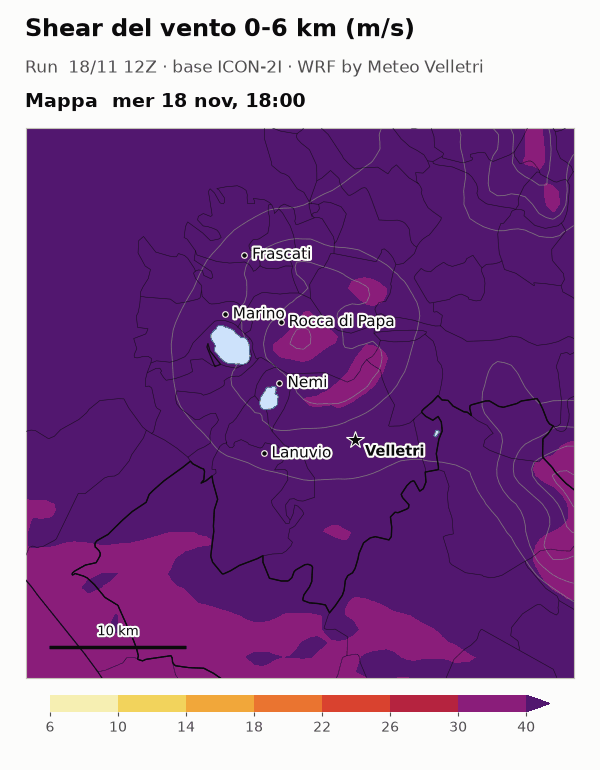 Shear del vento 0-6 km (m/s)
Run  18/11 12Z · base ICON-2I · WRF by Meteo Velletri
Mappa  mer 18 nov, 18:00
Frascati
Marino
Rocca di Papa
Nemi
Lanuvio
Velletri
10 km
6 10 14 18 22 26 30 40